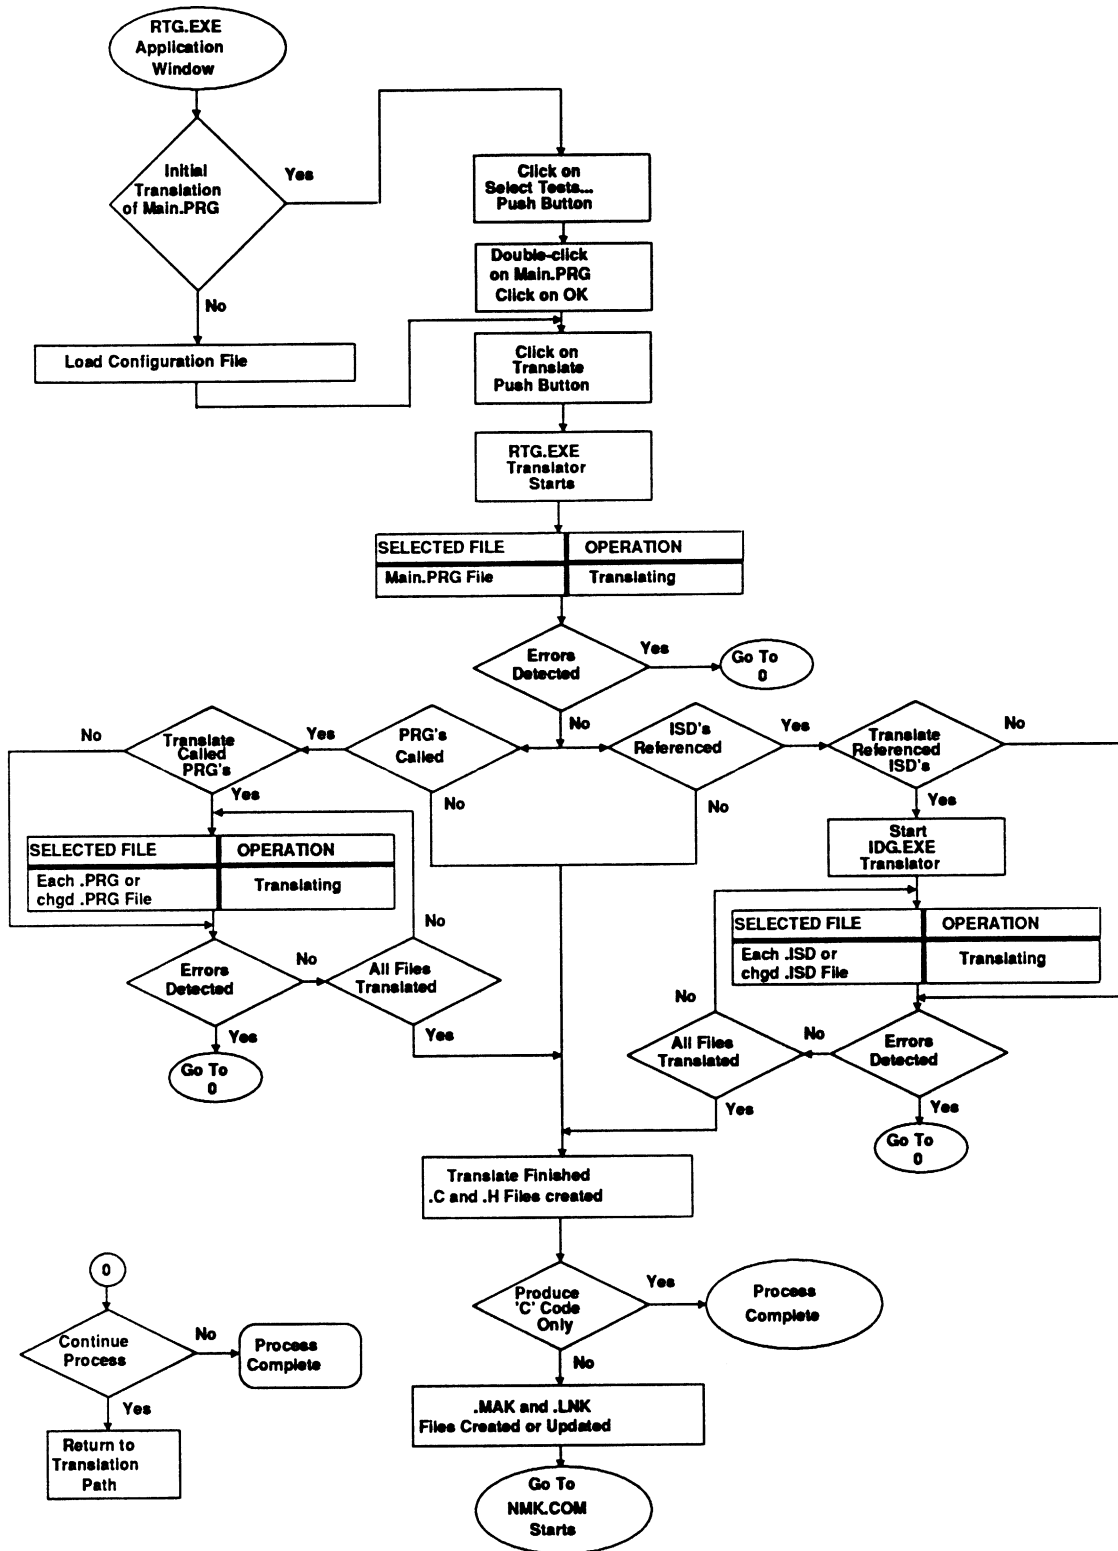 RTG.EXE
Application
Window
Initial
Translation
of Main.PRG
Yes
No
Click on
Select Tests...
Push Button
Double-click
on Main.PRG
Click on OK
Load Configuration File
Click on
Translate
Push Button
RTG.EXE
Translator
Starts
SELECTED FILE OPERATION
Main.PRG File Translating
Errors
Detected
Yes
Go To
0
No
No
Translate
Called
PRG's
Yes
PRG's
Called
ISD's
Referenced
Yes
Translate
Referenced
ISD's
No
Yes
No
No
Yes
SELECTED FILE OPERATION
Each .PRG or
chgd .PRG File
Translating
Start
IDG.EXE
Translator
No
SELECTED FILE OPERATION
Each .ISD or
chgd .ISD File
Translating
Errors
Detected
No
All Files
Translated
Yes
Yes
Go To
0
No
All Files
Translated
No
Errors
Detected
Yes
Yes
Go To
0
Translate Finished
.C and .H Files created
Produce
'C' Code
Only
Yes
Process
Complete
No
.MAK and .LNK
Files Created or Updated
Go To
NMK.COM
Starts
0
Continue
Process
No
Process
Complete
Yes
Return to
Translation
Path